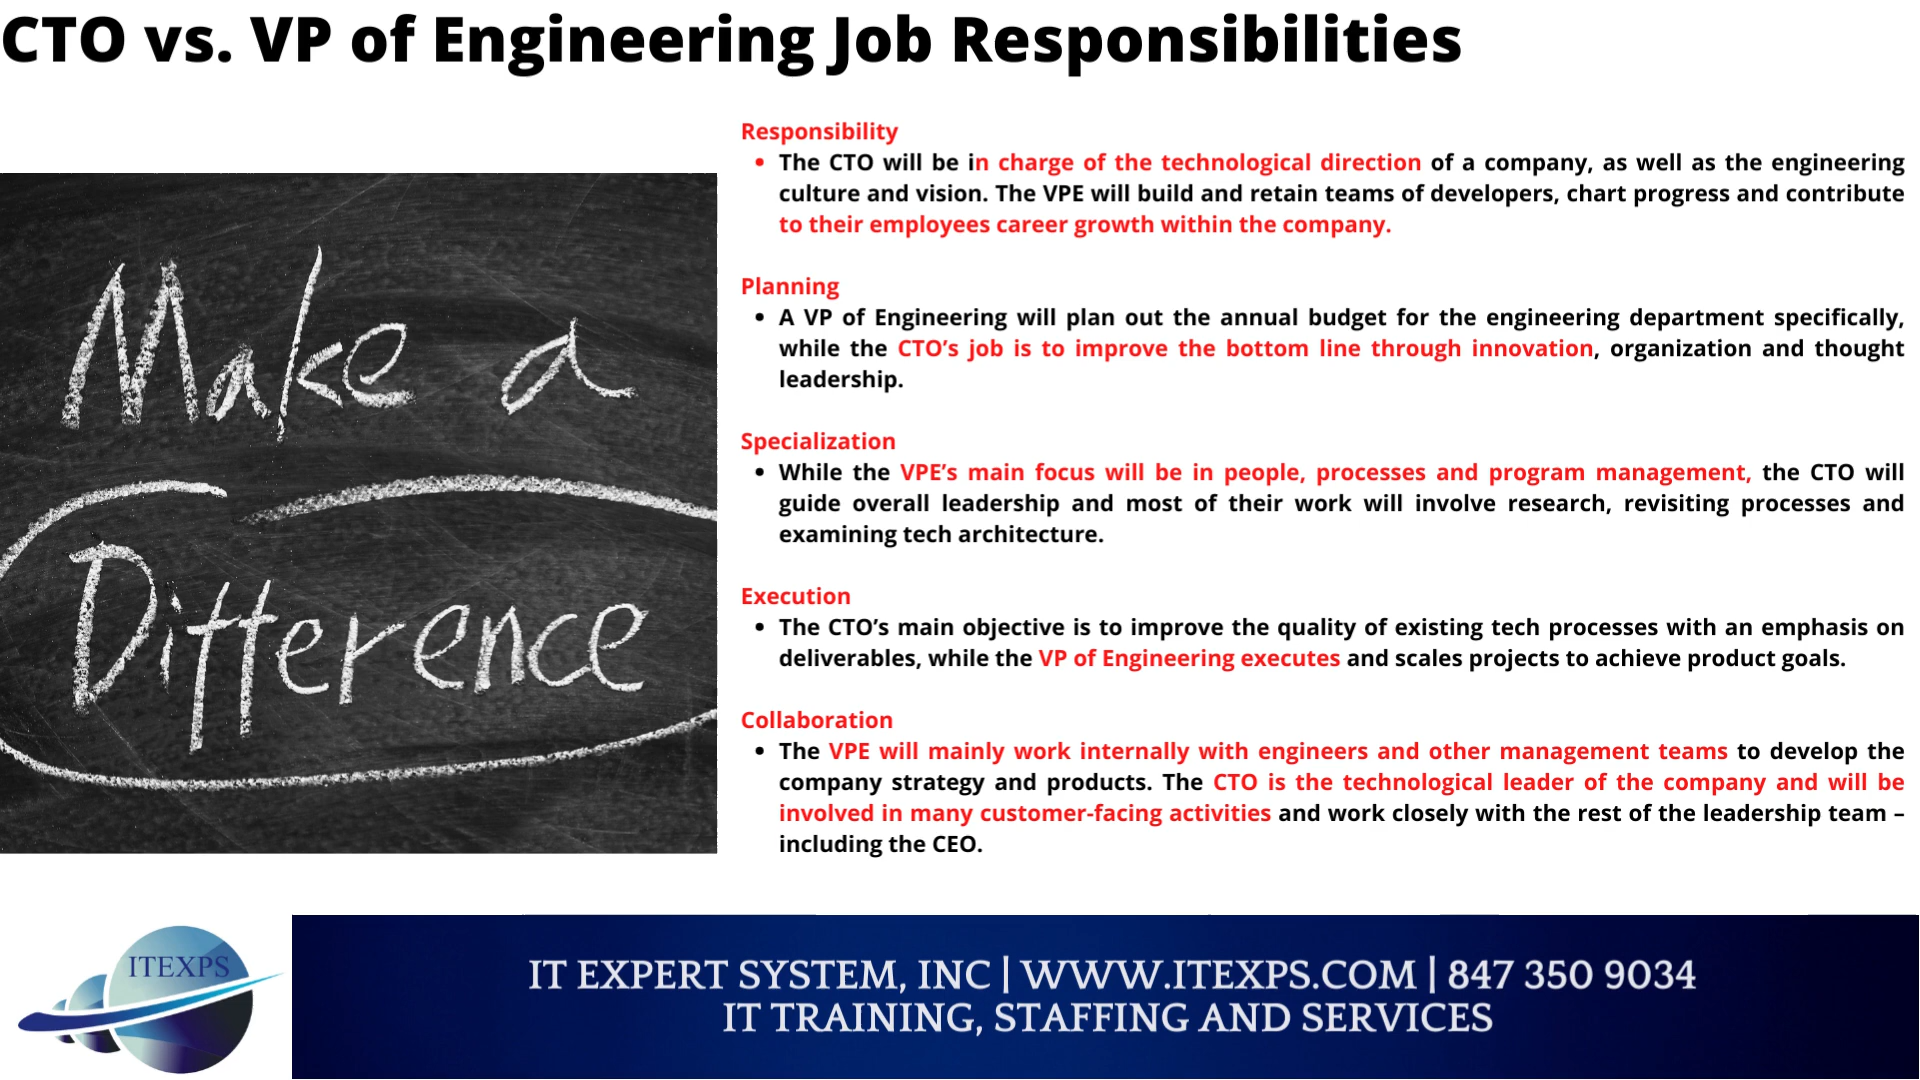 CTO vs. VP of Engineering Job Responsibilities
Make a
Difference
Responsibility
• The CTO will be in charge of the technological direction of a company, as well as the engineering
culture and vision. The VPE will build and retain teams of developers, chart progress and contribute
to their employees career growth within the company.
Planning
• A VP of Engineering will plan out the annual budget for the engineering department specifically,
while the CTO’s job is to improve the bottom line through innovation, organization and thought
leadership.
Specialization
• While the VPE’s main focus will be in people, processes and program management, the CTO will
guide overall leadership and most of their work will involve research, revisiting processes and
examining tech architecture.
Execution
• The CTO’s main objective is to improve the quality of existing tech processes with an emphasis on
deliverables, while the VP of Engineering executes and scales projects to achieve product goals.
Collaboration
• The VPE will mainly work internally with engineers and other management teams to develop the
company strategy and products. The CTO is the technological leader of the company and will be
involved in many customer-facing activities and work closely with the rest of the leadership team –
including the CEO.
ITEXPS
IT EXPERT SYSTEM, INC | WWW.ITEXPS.COM | 847 350 9034
IT TRAINING, STAFFING AND SERVICES